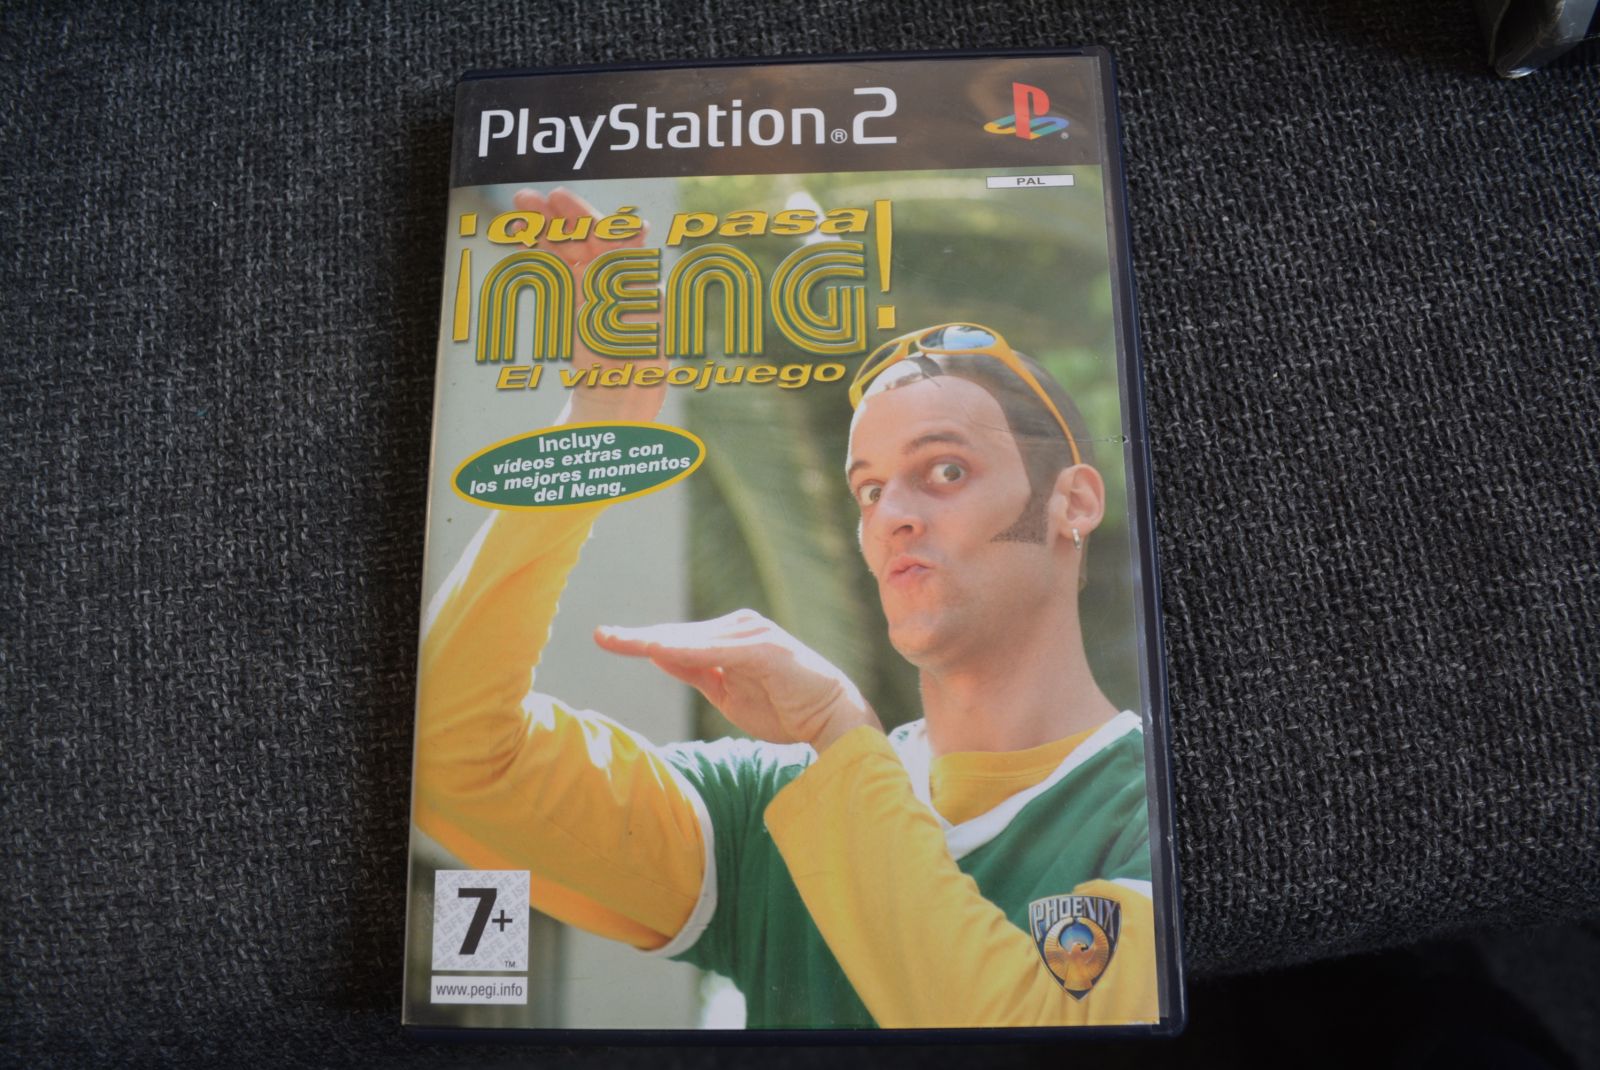 PlayStation®2
PAL
¡Qué pasa
¡NENG!
El videojuego
Incluye
vídeos extras con
los mejores momentos
del Neng.
7+
™
www.pegi.info
PHOENIX